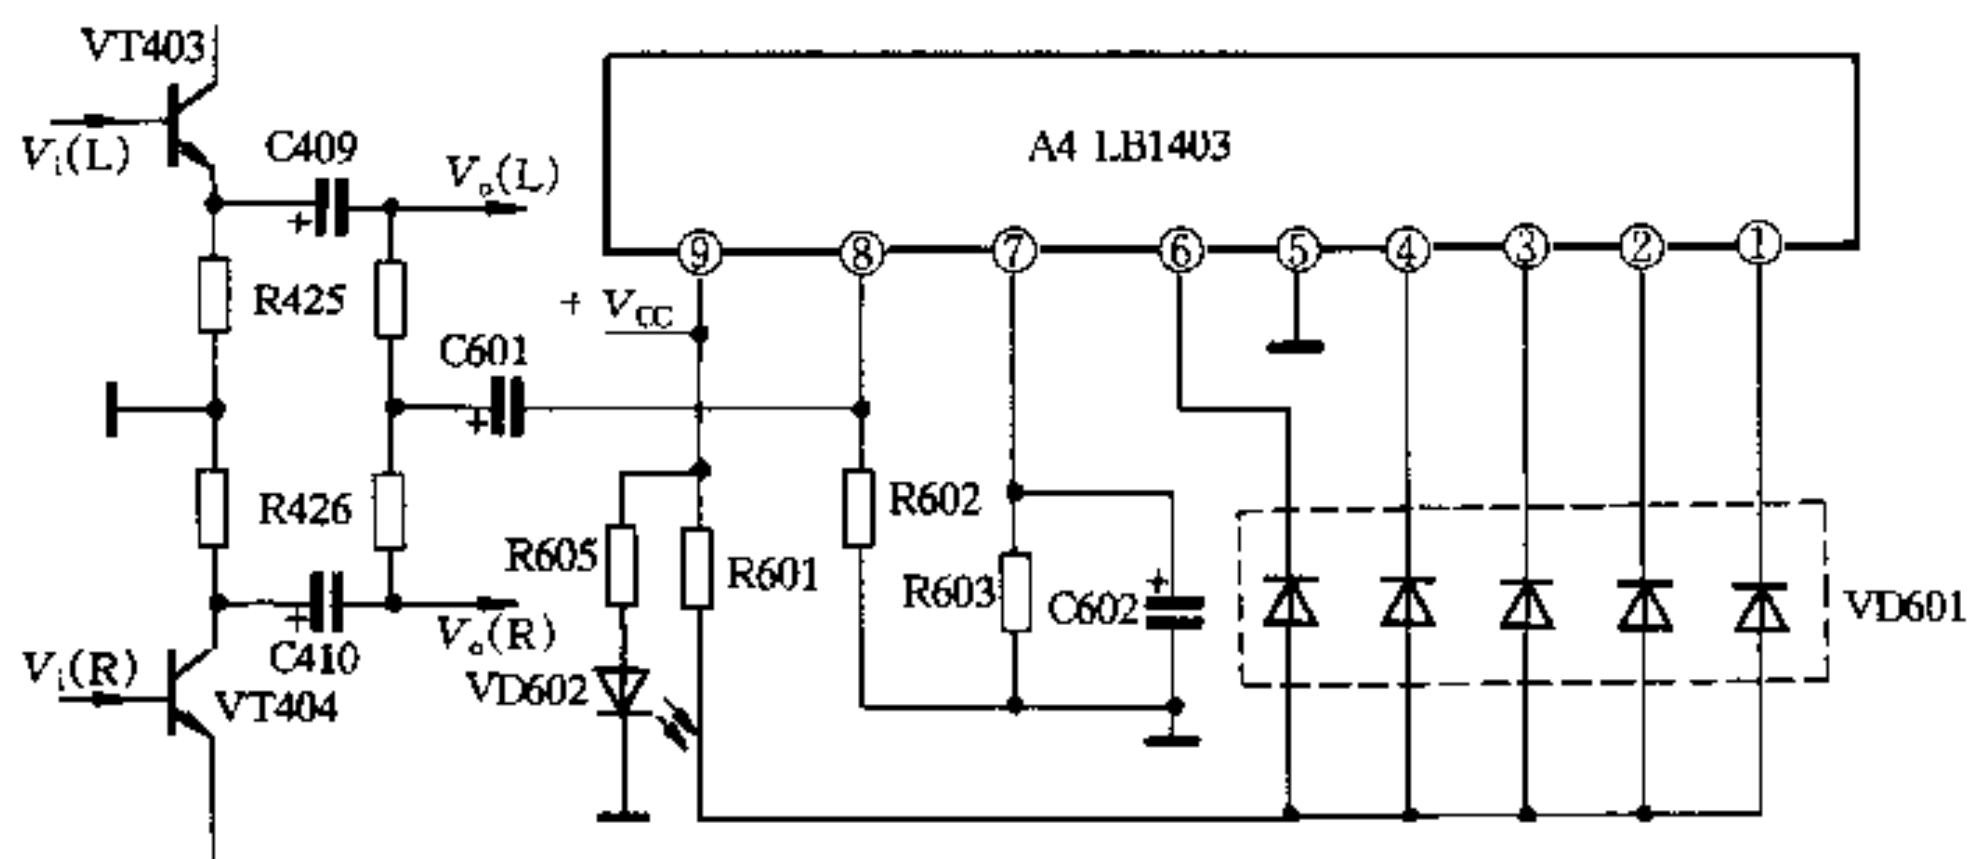 VT403
Vi(L)
C409
+
Vo(L)
A4 LB1403
⑨ ⑧ ⑦ ⑥ ⑤ ④ ③ ② ①
R425
+ VCC
C601
+
R426
R602
R605
R601
R603
+
C602
VD601
+
C410
Vo(R)
Vi(R)
VT404
VD602